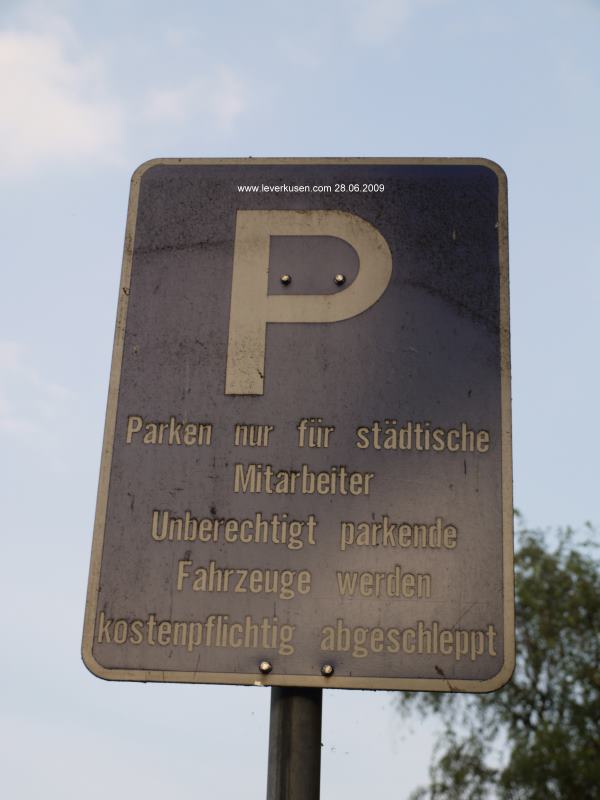 www.leverkusen.com 28.06.2009
P
Parken nur für städtische
Mitarbeiter
Unberechtigt parkende
Fahrzeuge werden
kostenpflichtig abgeschleppt